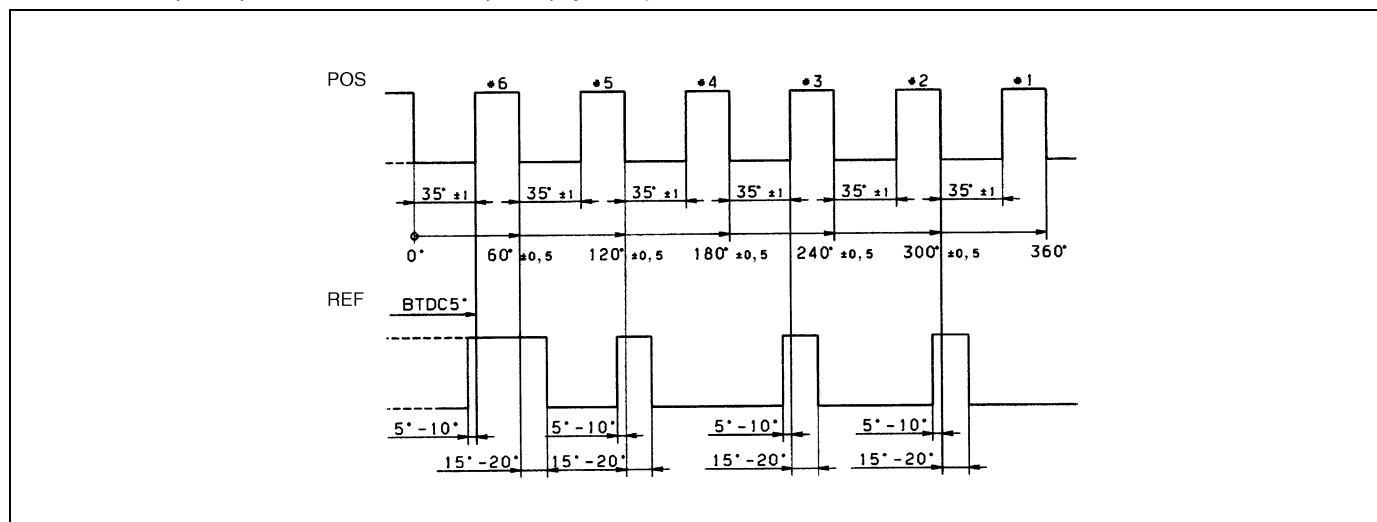 POS
*6 *5 *4 *3 *2 *1
35° ±1 35° ±1 35° ±1 35° ±1 35° ±1 35° ±1
0° 60° ±0,5 120° ±0,5 180° ±0,5 240° ±0,5 300° ±0,5 360°
REF
BTDC5°
5°-10° 5°-10° 5°-10° 5°-10°
15°-20° 15°-20° 15°-20° 15°-20°